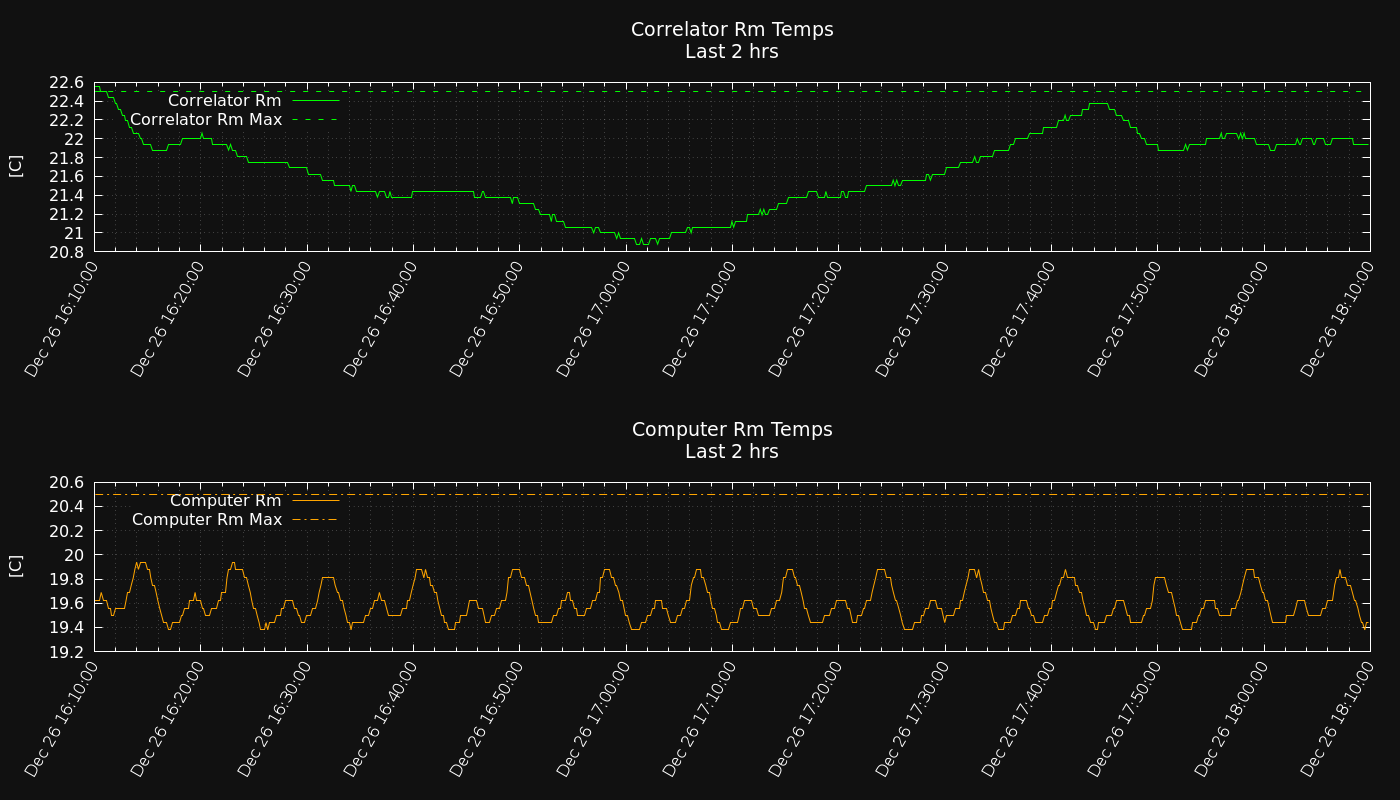 Correlator Rm Temps
Last 2 hrs
22.6
22.4
22.2
22
21.8
21.6
21.4
21.2
21
20.8
[C]
Correlator Rm
Correlator Rm Max
Dec 26 16:10:00
Dec 26 16:20:00
Dec 26 16:30:00
Dec 26 16:40:00
Dec 26 16:50:00
Dec 26 17:00:00
Dec 26 17:10:00
Dec 26 17:20:00
Dec 26 17:30:00
Dec 26 17:40:00
Dec 26 17:50:00
Dec 26 18:00:00
Dec 26 18:10:00
Computer Rm Temps
Last 2 hrs
20.6
20.4
20.2
20
19.8
19.6
19.4
19.2
[C]
Computer Rm
Computer Rm Max
Dec 26 16:10:00
Dec 26 16:20:00
Dec 26 16:30:00
Dec 26 16:40:00
Dec 26 16:50:00
Dec 26 17:00:00
Dec 26 17:10:00
Dec 26 17:20:00
Dec 26 17:30:00
Dec 26 17:40:00
Dec 26 17:50:00
Dec 26 18:00:00
Dec 26 18:10:00